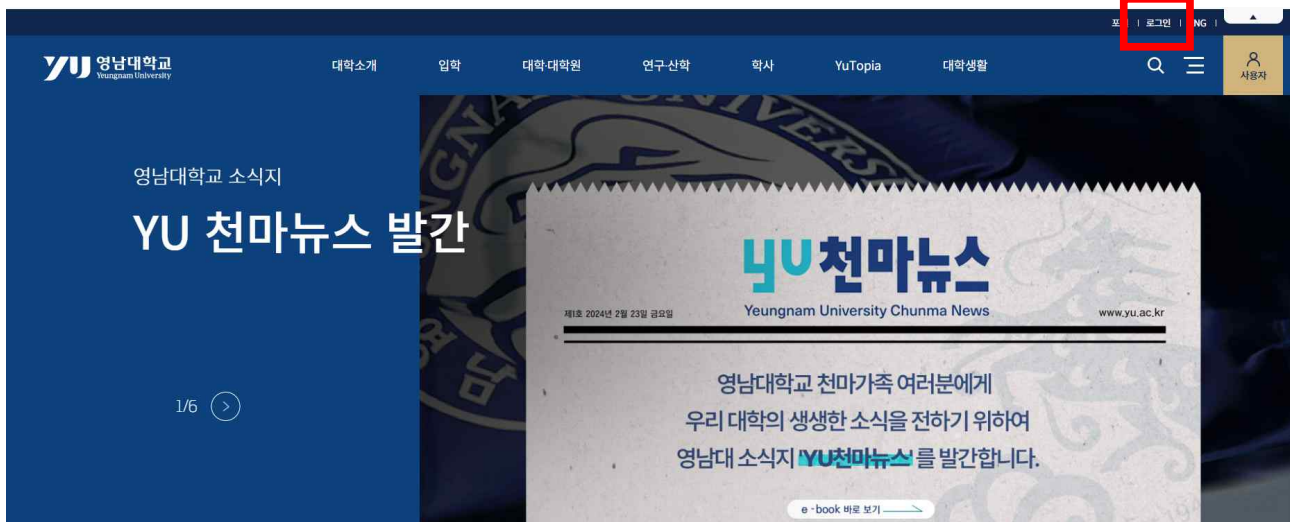 로그인
YU 영남대학교
Yeungnam University
대학소개 입학 대학·대학원 연구·산학 학사 YuTopia 대학생활
사용자
영남대학교 소식지
YU 천마뉴스 발간
1/6
yu천마뉴스
제1호 2024년 2월 23일 금요일
Yeungnam University Chunma News
www.yu.ac.kr
영남대학교 천마가족 여러분에게
우리 대학의 생생한 소식을 전하기 위하여
영남대 소식지 'YU천마뉴스' 를 발간합니다.
e-book 바로 보기